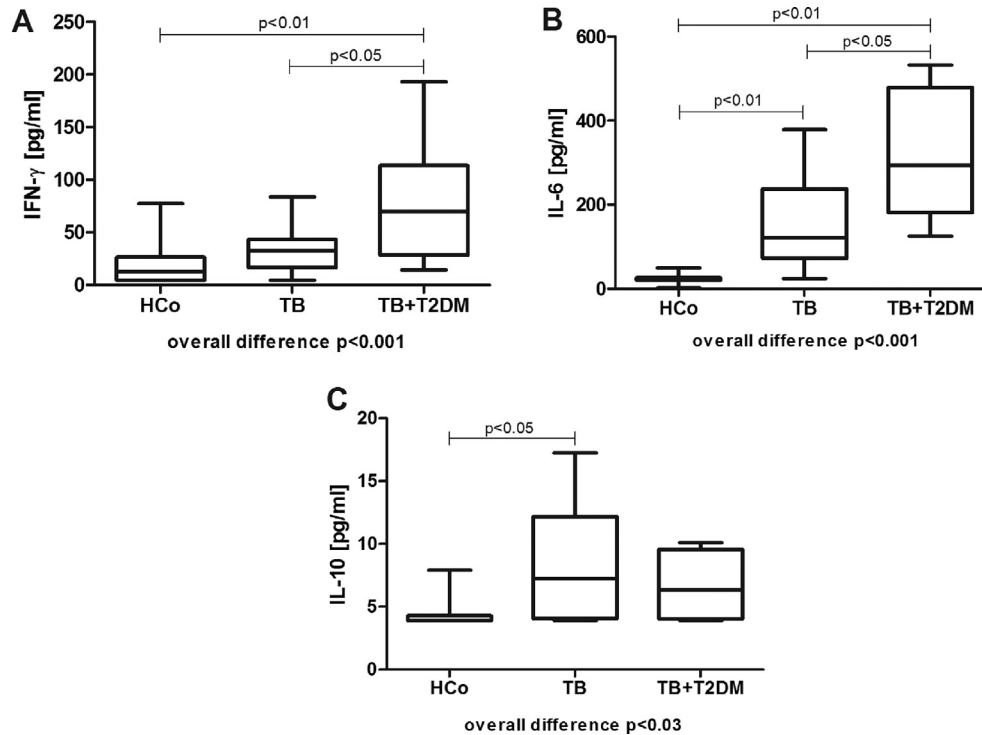 A
IFN-γ [pg/ml]
250
200
150
100
50
0
p<0.01
p<0.05
HCo TB TB+T2DM
overall difference p<0.001
B
IL-6 [pg/ml]
600
400
200
0
p<0.01
p<0.05
p<0.01
HCo TB TB+T2DM
overall difference p<0.001
C
IL-10 [pg/ml]
20
15
10
5
0
p<0.05
HCo TB TB+T2DM
overall difference p<0.03